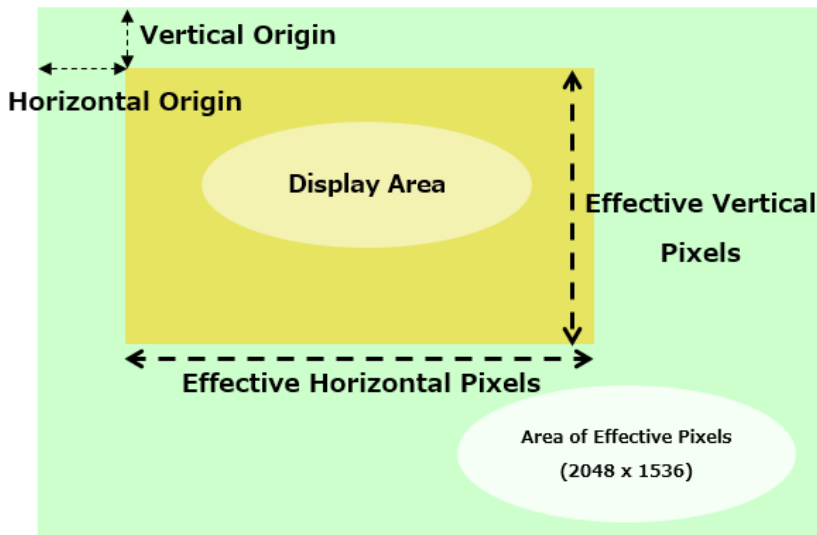 Vertical Origin
Horizontal Origin
Display Area
Effective Vertical
Pixels
Effective Horizontal Pixels
Area of Effective Pixels
(2048 x 1536)